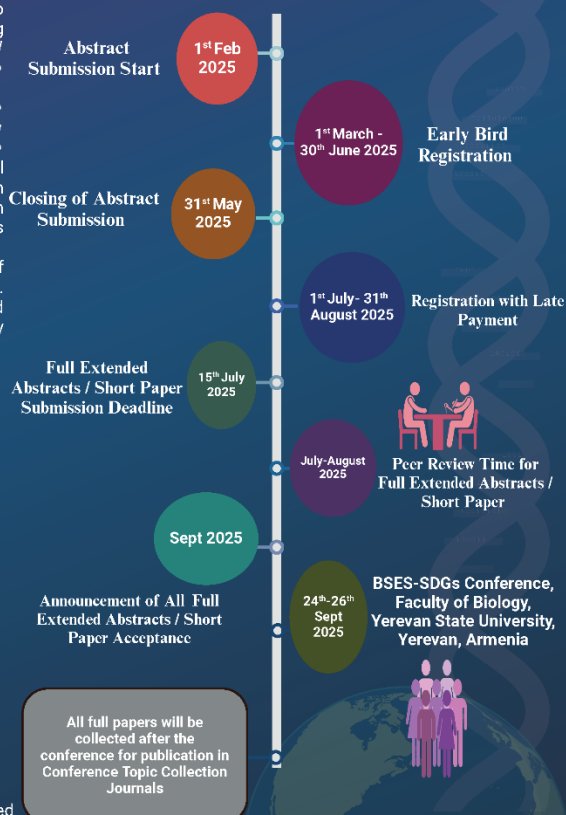 Abstract
Submission Start
1st Feb
2025
1st March -
30th June 2025
Early Bird
Registration
Closing of Abstract
Submission
31st May
2025
1st July- 31th
August 2025
Registration with Late
Payment
Full Extended
Abstracts / Short Paper
Submission Deadline
15th July
2025
July-August
2025
Peer Review Time for
Full Extended Abstracts /
Short Paper
Sept 2025
Announcement of All Full
Extended Abstracts / Short
Paper Acceptance
24th-26th
Sept
2025
BSES-SDGs Conference,
Faculty of Biology,
Yerevan State University,
Yerevan, Armenia
All full papers will be
collected after the
conference for publication in
Conference Topic Collection
Journals